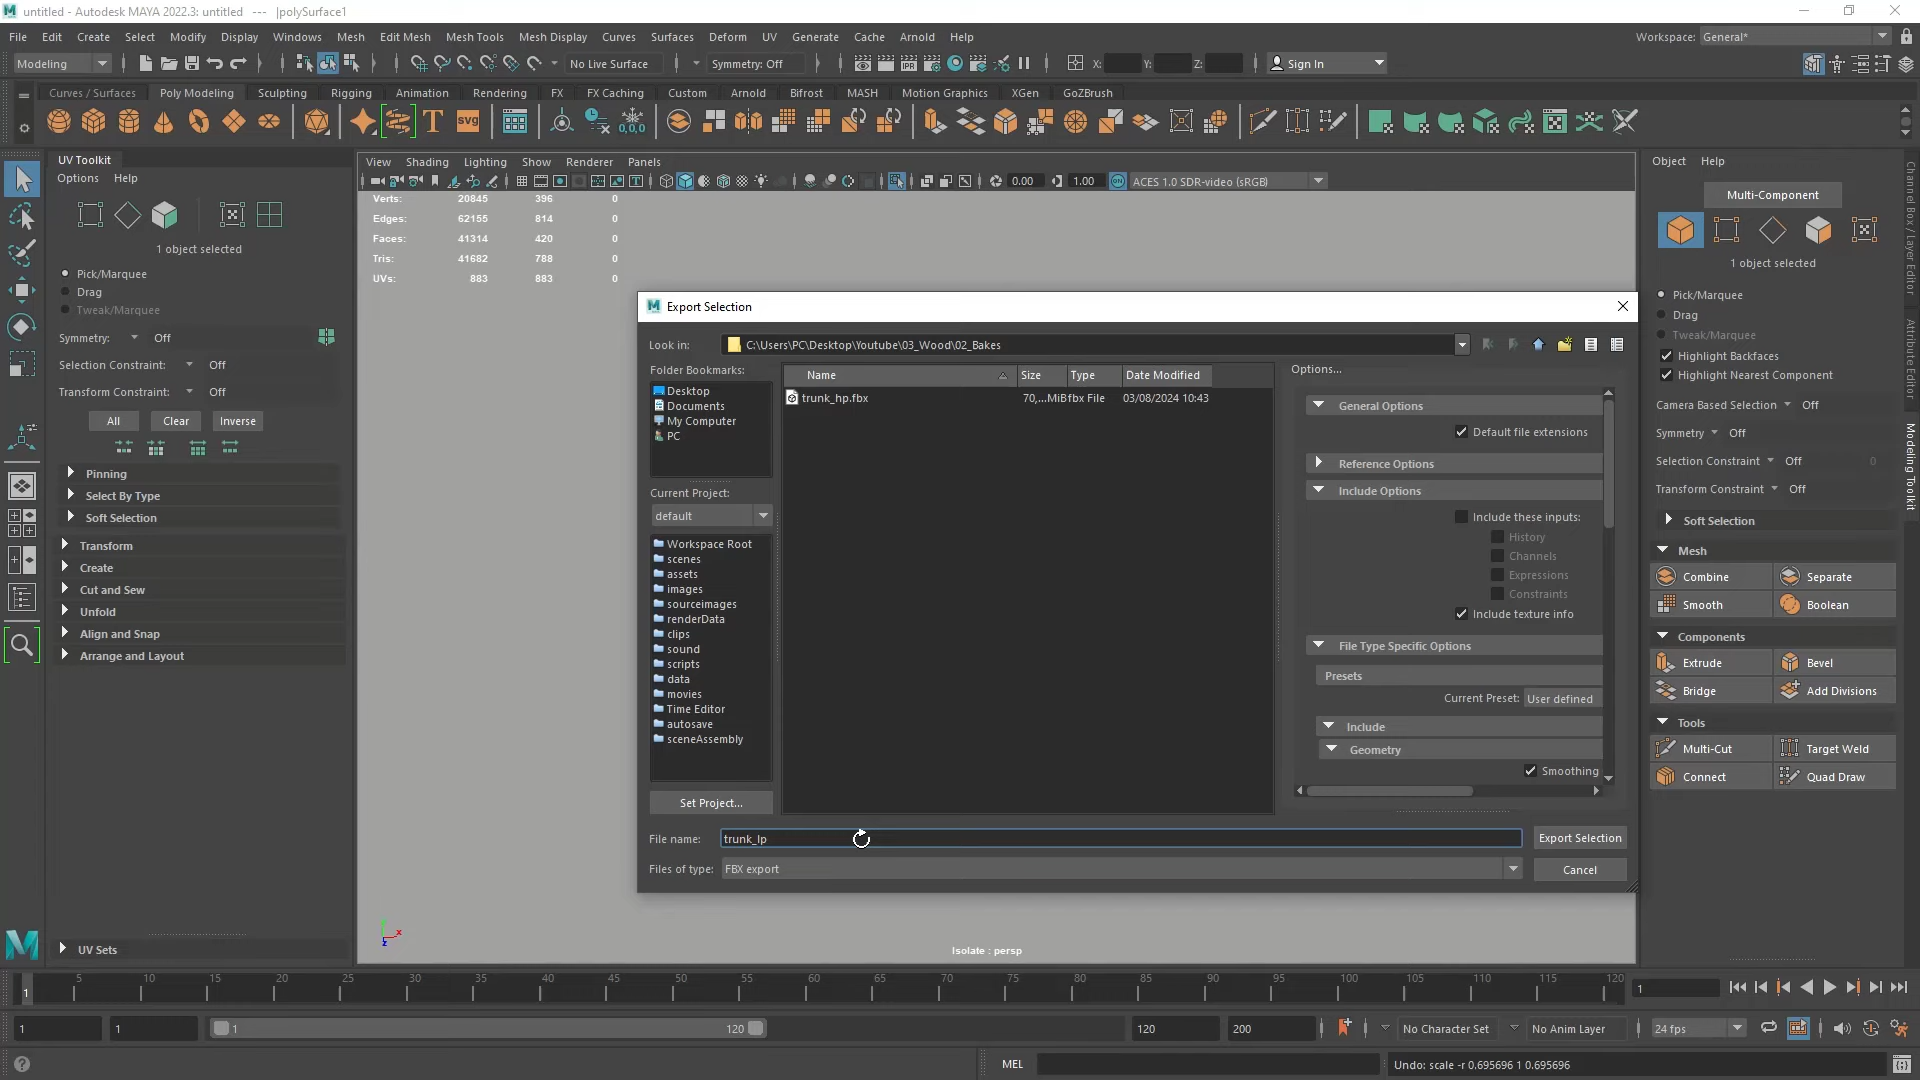 untitled - Autodesk MAYA 2022.3: untitled   ---   |polySurface1
File Edit Create Select Modify Display Windows Mesh Edit Mesh Mesh Tools Mesh Display Curves Surfaces Deform UV Generate Cache Arnold Help Workspace: General*
Modeling No Live Surface Symmetry: Off X: Y: Z: Sign In
Curves / Surfaces Poly Modeling Sculpting Rigging Animation Rendering FX FX Caching Custom Arnold Bifrost MASH Motion Graphics XGen GoZBrush
UV Toolkit
Options Help
1 object selected
Pick/Marquee
Drag
Tweak/Marquee
Symmetry: Off
Selection Constraint: Off
Transform Constraint: Off
All Clear Inverse
Pinning
Select By Type
Soft Selection
Transform
Create
Cut and Sew
Unfold
Align and Snap
Arrange and Layout
UV Sets
View Shading Lighting Show Renderer Panels
0.00 1.00 ACES 1.0 SDR-video (sRGB)
Verts: 20845 396 0
Edges: 62155 814 0
Faces: 41314 420 0
Tris: 41682 788 0
UVs: 883 883 0
Export Selection
Look in: C:\Users\PC\Desktop\Youtube\03_Wood\02_Bakes
Folder Bookmarks:
Desktop
Documents
My Computer
PC
Current Project:
default
Workspace Root
scenes
assets
images
sourceimages
renderData
clips
sound
scripts
data
movies
Time Editor
autosave
sceneAssembly
Set Project...
Name Size Type Date Modified
trunk_hp.fbx 70,...MiB fbx File 03/08/2024 10:43
Options...
General Options
Default file extensions
Reference Options
Include Options
Include these inputs:
History
Channels
Expressions
Constraints
Include texture info
File Type Specific Options
Presets
Current Preset: User defined
Include
Geometry
Smoothing
File name: trunk_lp Export Selection
Files of type: FBX export Cancel
x
z
Isolate : persp
Object Help
Multi-Component
1 object selected
Pick/Marquee
Drag
Tweak/Marquee
Highlight Backfaces
Highlight Nearest Component
Camera Based Selection Off
Symmetry Off
Selection Constraint Off 0
Transform Constraint Off
Soft Selection
Mesh
Combine Separate
Smooth Boolean
Components
Extrude Bevel
Bridge Add Divisions
Tools
Multi-Cut Target Weld
Connect Quad Draw
Channel Box / Layer Editor
Attribute Editor
Modeling Toolkit
1 5 10 15 20 25 30 35 40 45 50 55 60 65 70 75 80 85 90 95 100 105 110 115 120 1
1 1 1 120 120 200 No Character Set No Anim Layer 24 fps
MEL Undo: scale -r 0.695696 1 0.695696